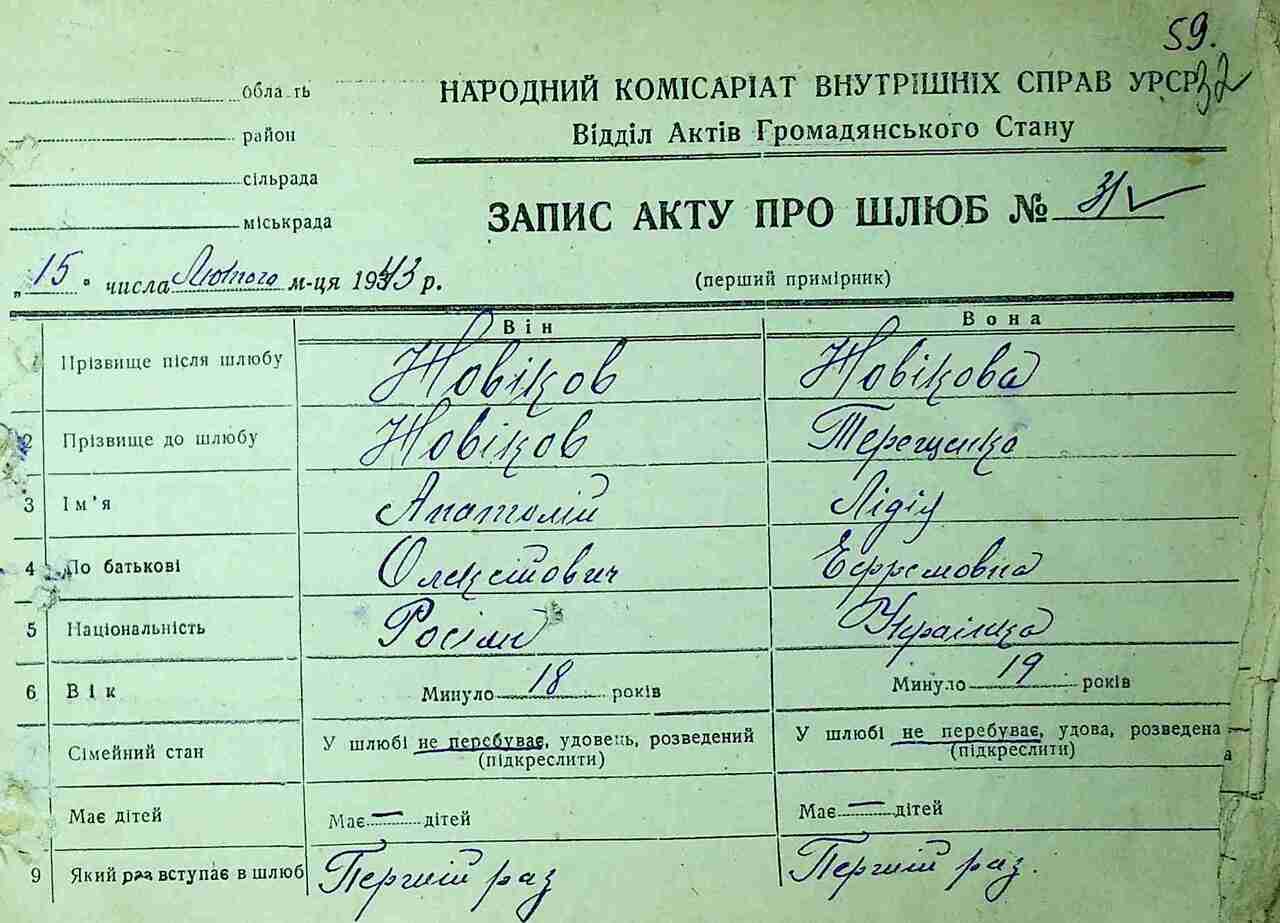 59.
32
Область
район
сільрада
міськрада
НАРОДНИЙ КОМІСАРІАТ ВНУТРІШНІХ СПРАВ УРСР
Відділ Актів Громадянського Стану
ЗАПИС АКТУ ПРО ШЛЮБ № 31
„15" числа Лютого м-ця 1943 р.
(перший примірник)
Він Вона
1 Прізвище після шлюбу Новіков Новікова
2 Прізвище до шлюбу Новіков Терещенко
3 Ім'я Анатолій Лідія
4 По батькові Олексійович Ефремовна
5 Національність Росіян Українка
6 Вік Минуло 18 років Минуло 19 років
Сімейний стан У шлюбі не перебуває, удовець, розведений У шлюбі не перебуває, удова, розведена
(підкреслити) (підкреслити)
Має дітей Має — дітей Має — дітей
9 Який раз вступає в шлюб Перший раз Перший раз.